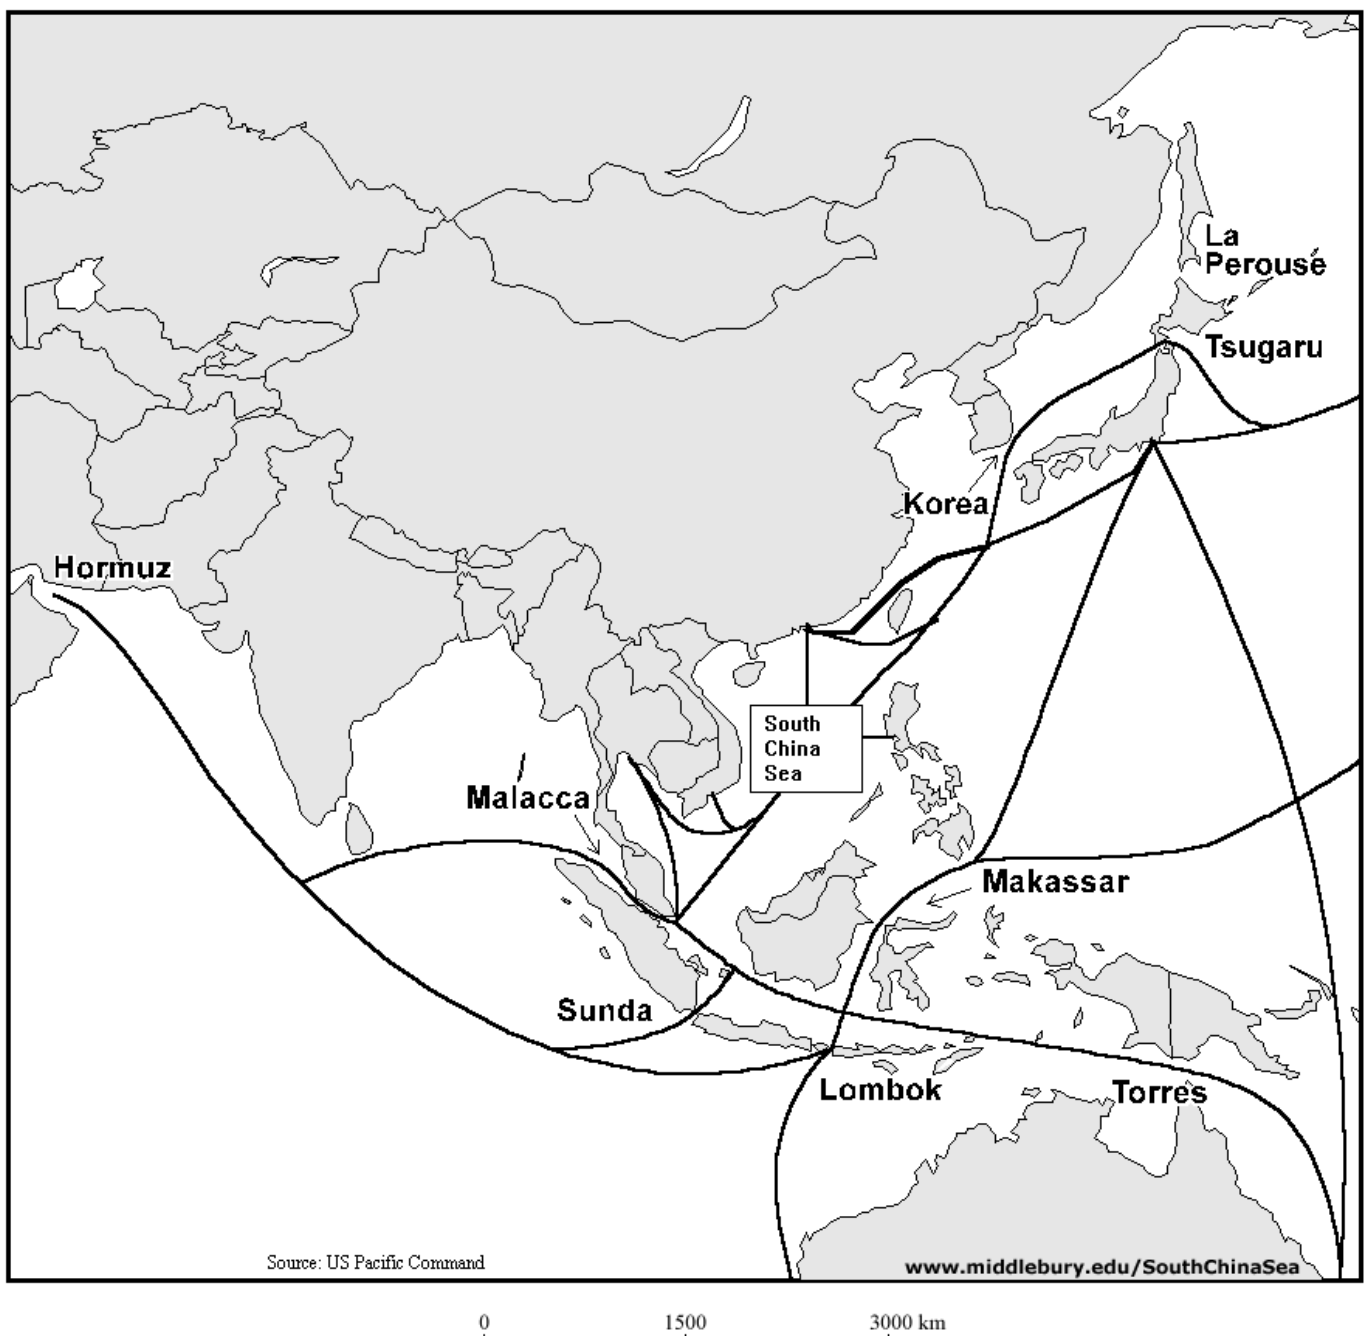 La
Perousé
Tsugaru
Korea
Hormuz
South
China
Sea
Malacca
Makassar
Sunda
Lombok
Torres
Source: US Pacific Command
www.middlebury.edu/SouthChinaSea
0 1500 3000 km